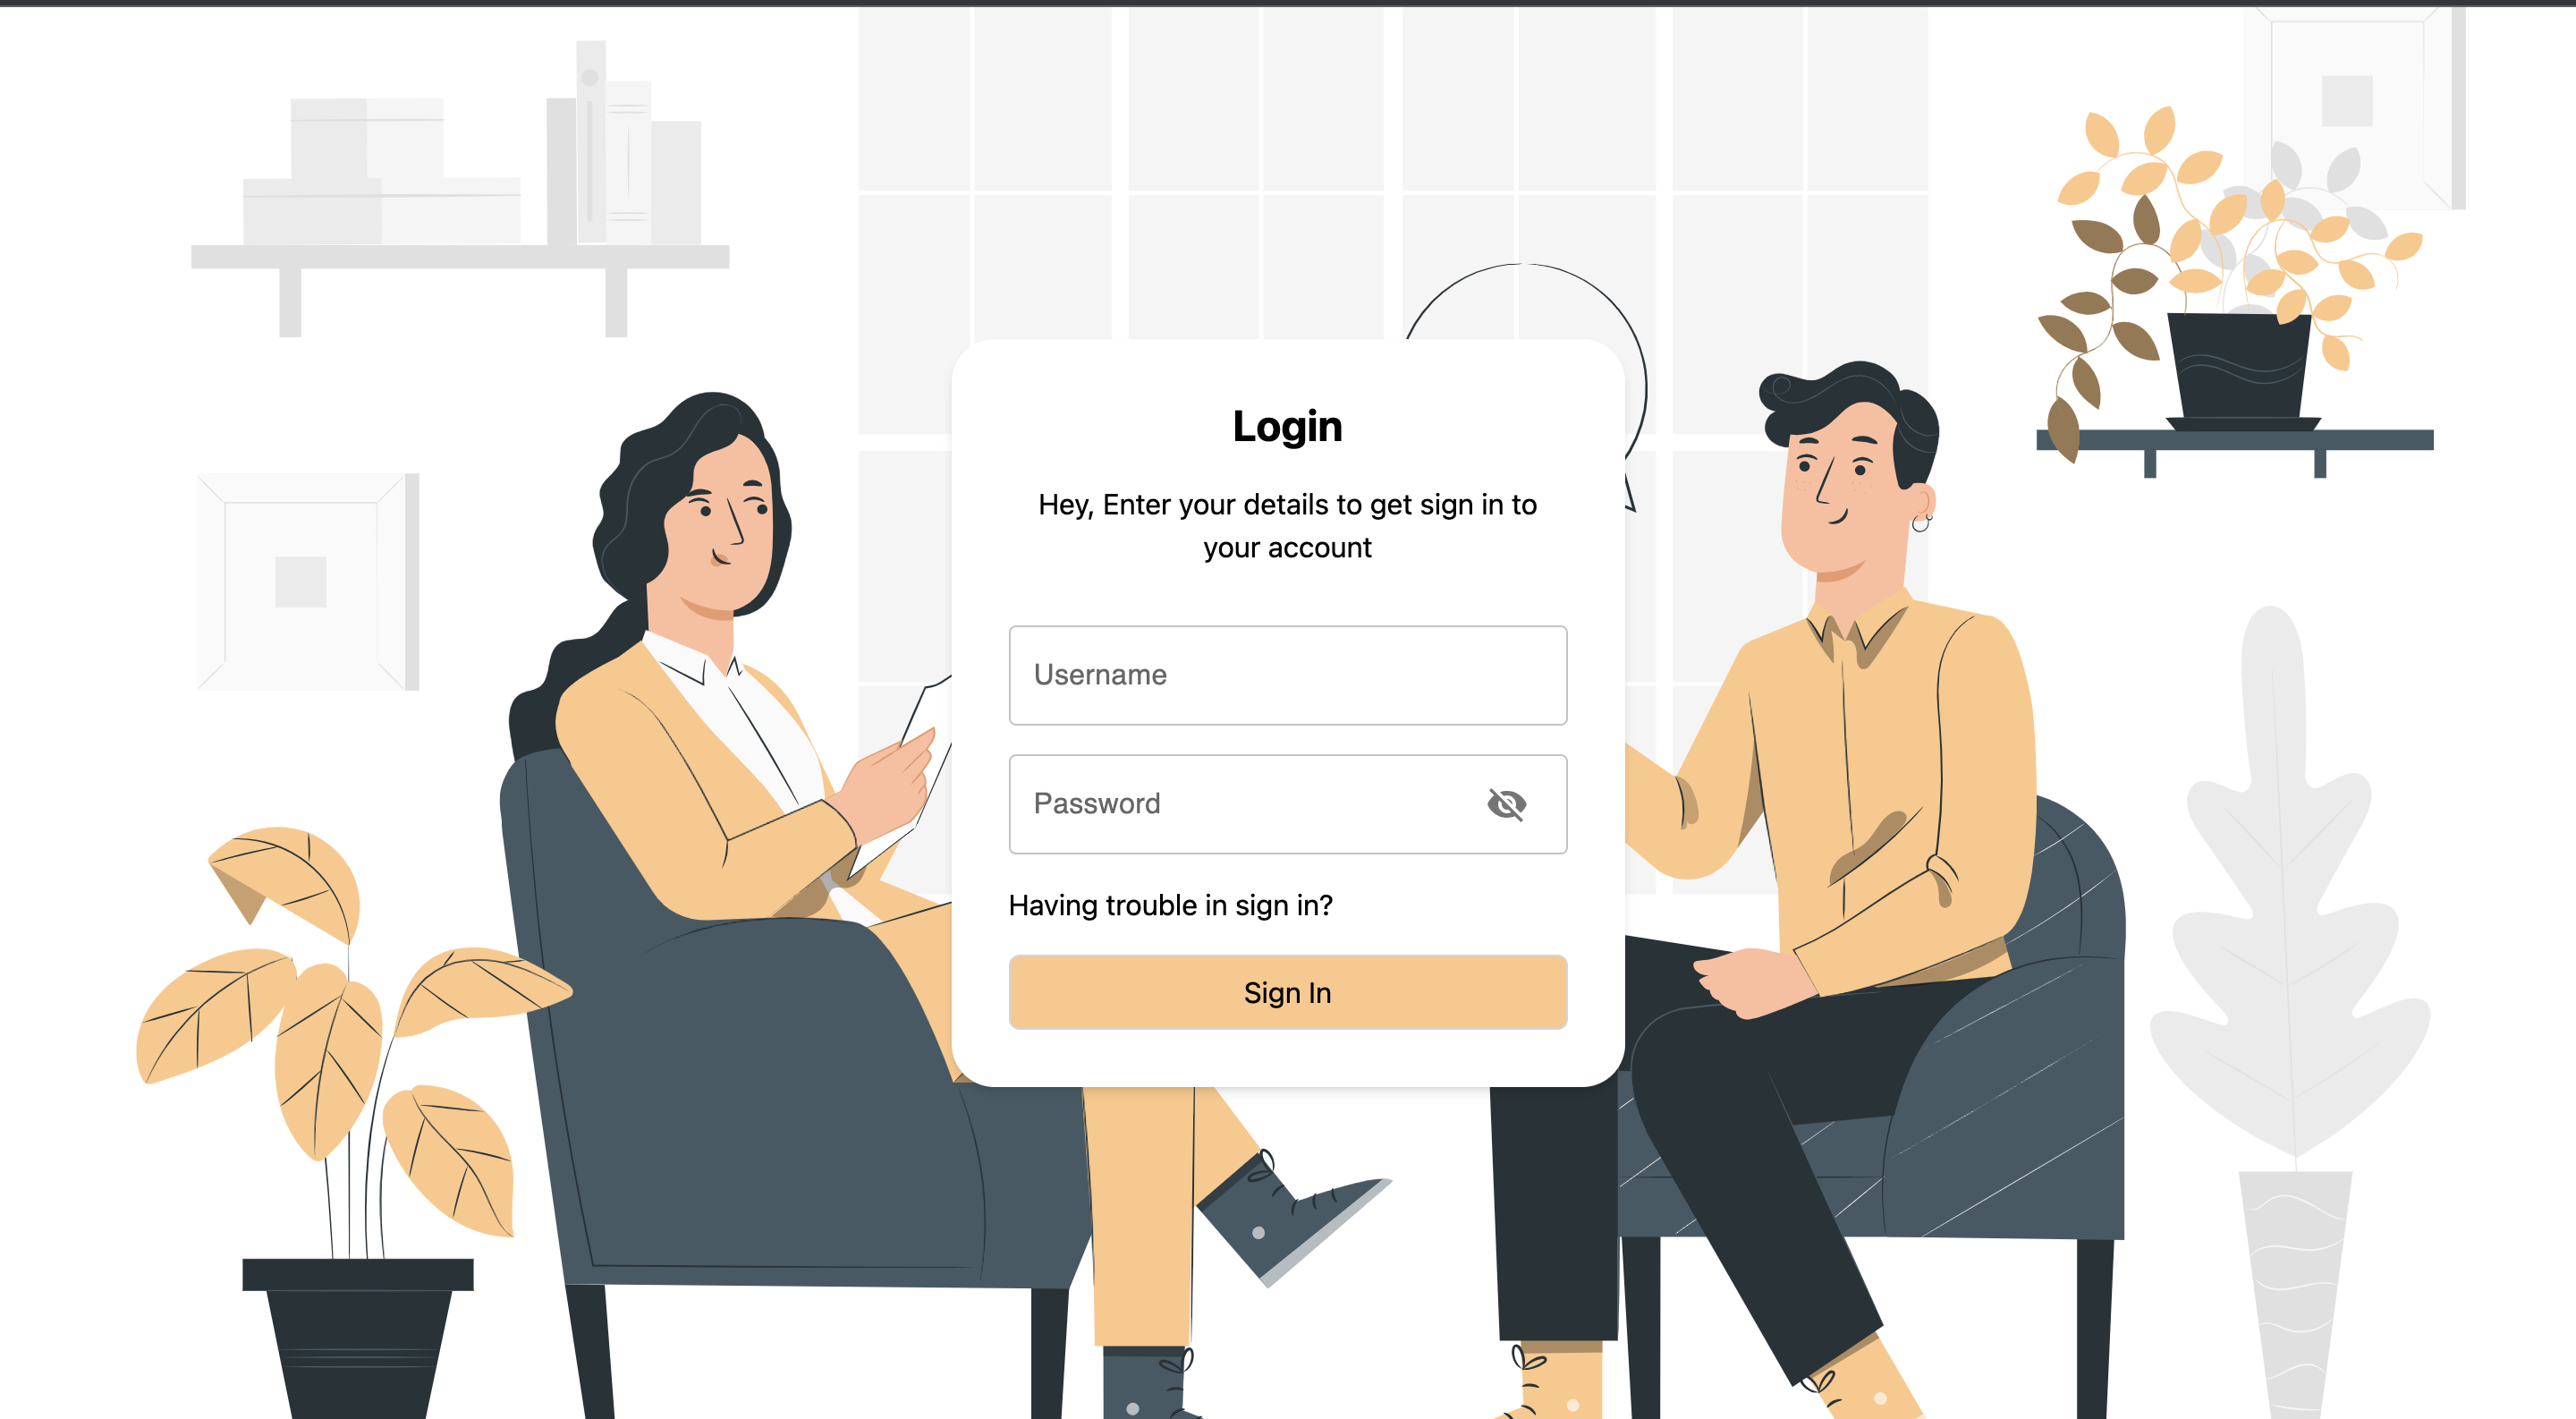 Login
Hey, Enter your details to get sign in to
your account
Username
Password
Having trouble in sign in?
Sign In